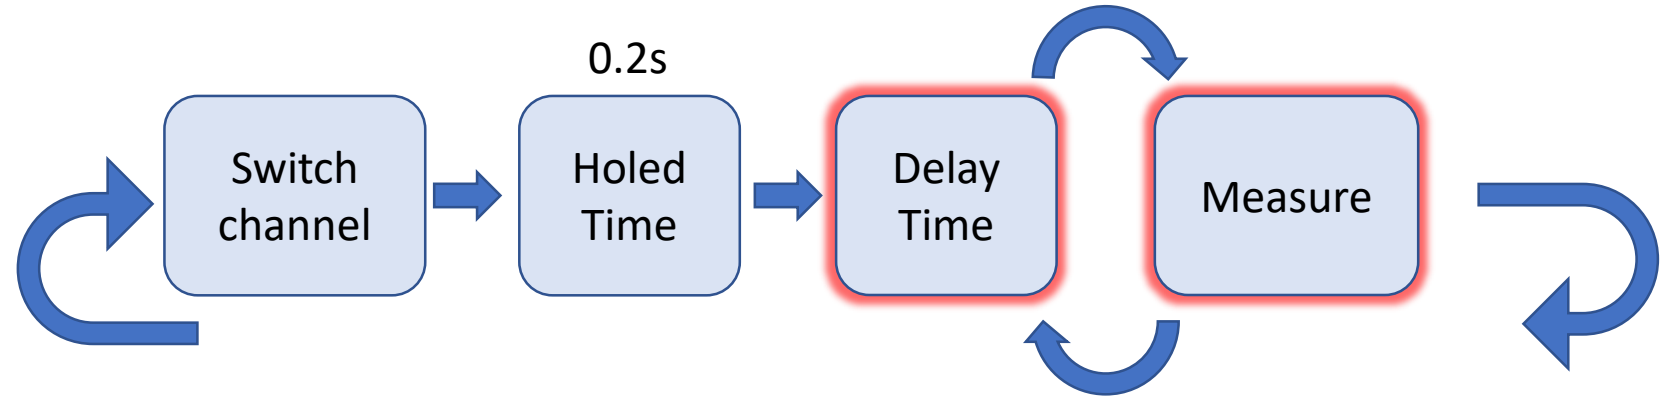 0.2s
Switch
channel
Holed
Time
Delay
Time
Measure